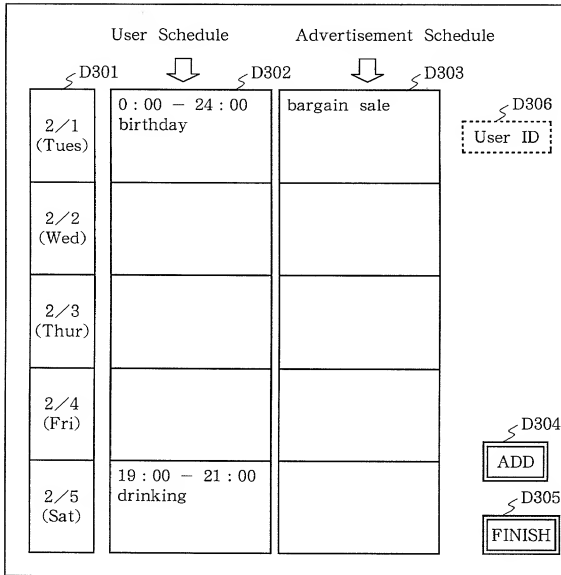 User Schedule
Advertisement Schedule
D301
D302
D303
2/1
(Tues)
0:00 - 24:00
birthday
bargain sale
D306
User ID
2/2
(Wed)
2/3
(Thur)
2/4
(Fri)
D304
ADD
2/5
(Sat)
19:00 - 21:00
drinking
D305
FINISH